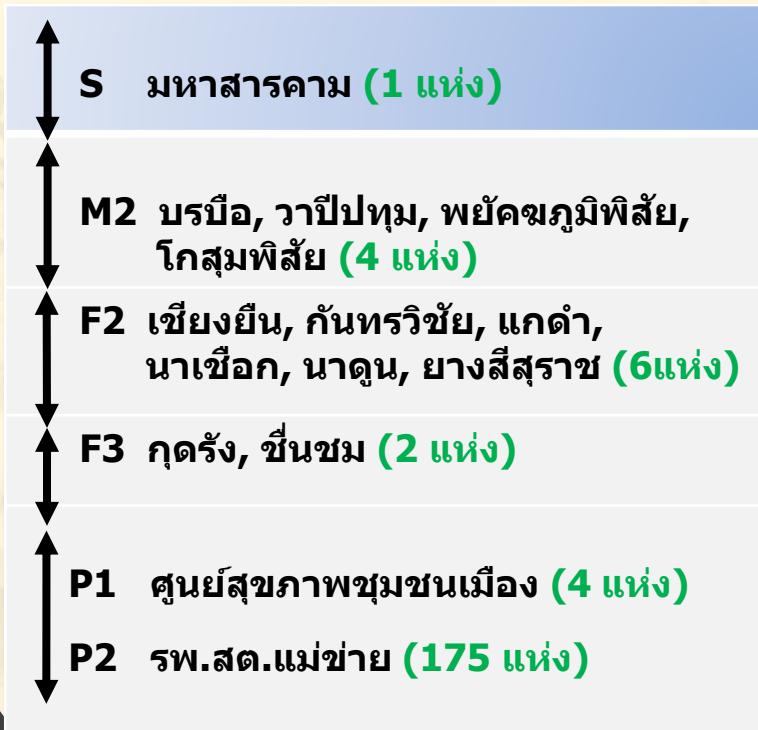 S มหาสารคาม (1 แห่ง)
M2 บรบือ, วาปีปทุม, พยัคฆภูมิพิสัย,
โกสุมพิสัย (4 แห่ง)
F2 เชียงยืน, กันทรวิชัย, แกดำ,
นาเชือก, นาดูน, ยางสีสุราช (6แห่ง)
F3 กุดรัง, ชื่นชม (2 แห่ง)
P1 ศูนย์สุขภาพชุมชนเมือง (4 แห่ง)
P2 รพ.สต.แม่ข่าย (175 แห่ง)